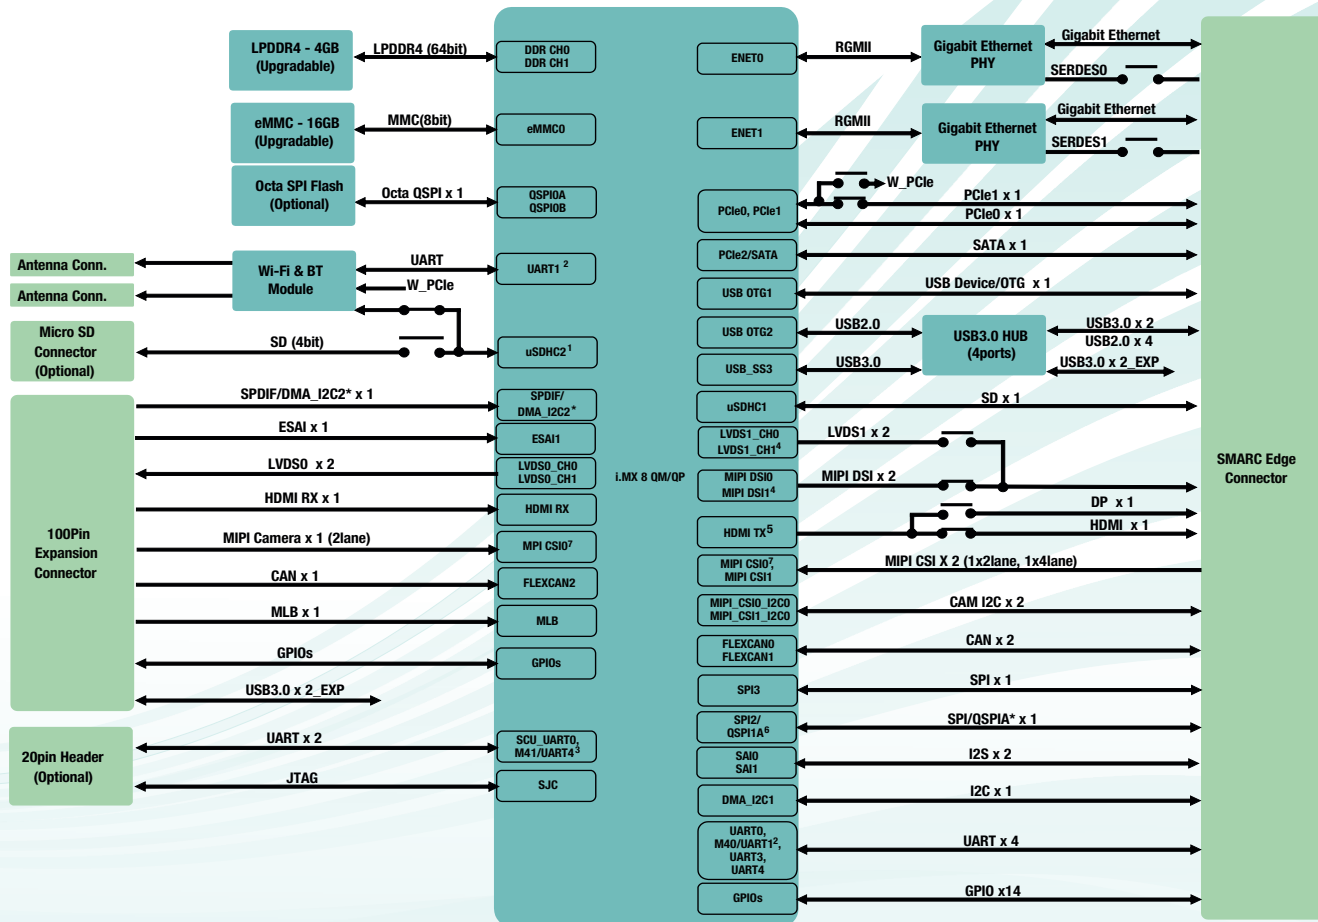 LPDDR4 - 4GB
(Upgradable)
LPDDR4 (64bit)
DDR CH0
DDR CH1
eMMC - 16GB
(Upgradable)
MMC(8bit)
eMMC0
Octa SPI Flash
(Optional)
Octa QSPI x 1
QSPI0A
QSPI0B
Antenna Conn.
Antenna Conn.
Wi-Fi & BT
Module
UART
W_PCIe
UART1 2
Micro SD
Connector
(Optional)
SD (4bit)
uSDHC2 1
100Pin
Expansion
Connector
SPDIF/DMA_I2C2* x 1
SPDIF/
DMA_I2C2*
ESAI x 1
ESAI1
LVDS0 x 2
LVDS0_CH0
LVDS0_CH1
HDMI RX x 1
HDMI RX
MIPI Camera x 1 (2lane)
MPI CSI07
CAN x 1
FLEXCAN2
MLB x 1
MLB
GPIOs
GPIOs
USB3.0 x 2_EXP
20pin Header
(Optional)
UART x 2
SCU_UART0,
M41/UART4 3
JTAG
SJC
i.MX 8 QM/QP
ENET0
RGMII
Gigabit Ethernet
PHY
Gigabit Ethernet
SERDES0
ENET1
RGMII
Gigabit Ethernet
PHY
Gigabit Ethernet
SERDES1
PCIe0, PCIe1
W_PCIe
PCIe1 x 1
PCIe0 x 1
PCIe2/SATA
SATA x 1
USB OTG1
USB Device/OTG x 1
USB OTG2
USB2.0
USB3.0 HUB
(4ports)
USB3.0 x 2
USB2.0 x 4
USB_SS3
USB3.0
USB3.0 x 2_EXP
uSDHC1
SD x 1
LVDS1_CH0
LVDS1_CH1 4
LVDS1 x 2
MIPI DSI0
MIPI DSI1 4
MIPI DSI x 2
HDMI TX5
DP x 1
HDMI x 1
MIPI CSI0 7,
MIPI CSI1
MIPI CSI X 2 (1x2lane, 1x4lane)
MIPI_CSI0_I2C0
MIPI_CSI1_I2C0
CAM I2C x 2
FLEXCAN0
FLEXCAN1
CAN x 2
SPI3
SPI x 1
SPI2/
QSPI1A6
SPI/QSPIA* x 1
SAI0
SAI1
I2S x 2
DMA_I2C1
I2C x 1
UART0,
M40/UART1 2,
UART3,
UART4
UART x 4
GPIOs
GPIO x14
SMARC Edge
Connector